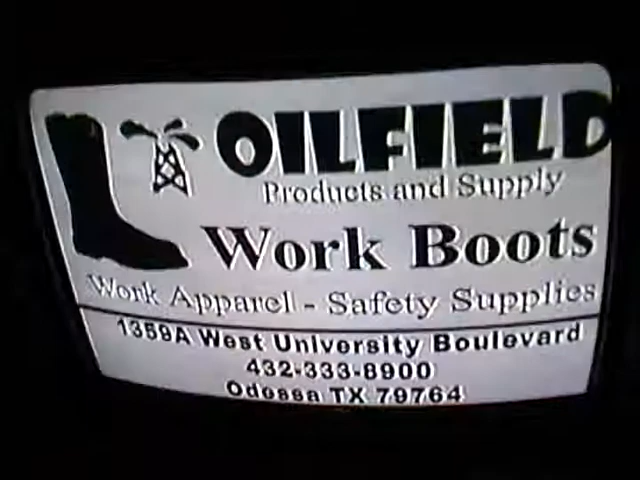 OILFIELD
Products and Supply
Work Boots
Work Apparel - Safety Supplies
1359A West University Boulevard
432-333-8900
Odessa TX 79764